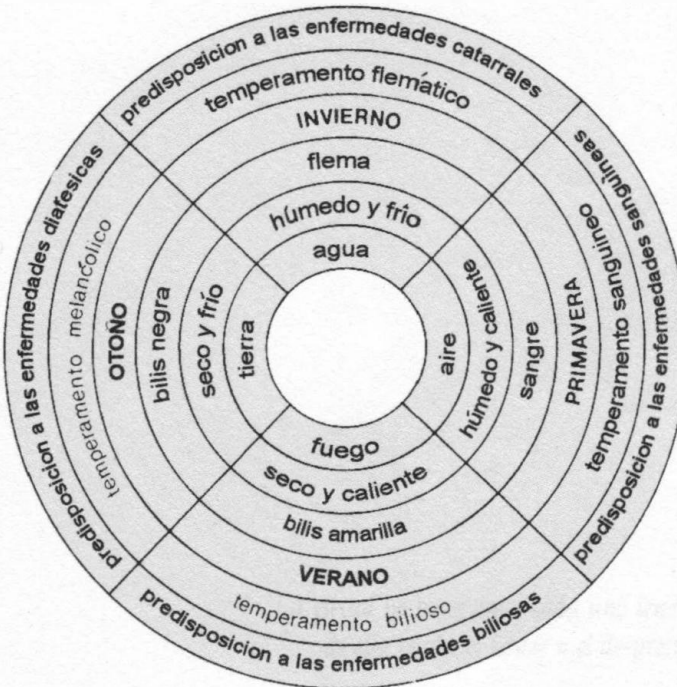 predisposicion a las enfermedades catarrales
temperamento flemático
INVIERNO
flema
húmedo y frío
agua
predisposicion a las enfermedades sanguíneas
temperamento sanguineo
PRIMAVERA
sangre
húmedo y caliente
aire
fuego
seco y caliente
bilis amarilla
VERANO
temperamento bilioso
predisposicion a las enfermedades biliosas
predisposicion a las enfermedades diatesicas
temperamento melancólico
OTOÑO
bilis negra
seco y frío
tierra